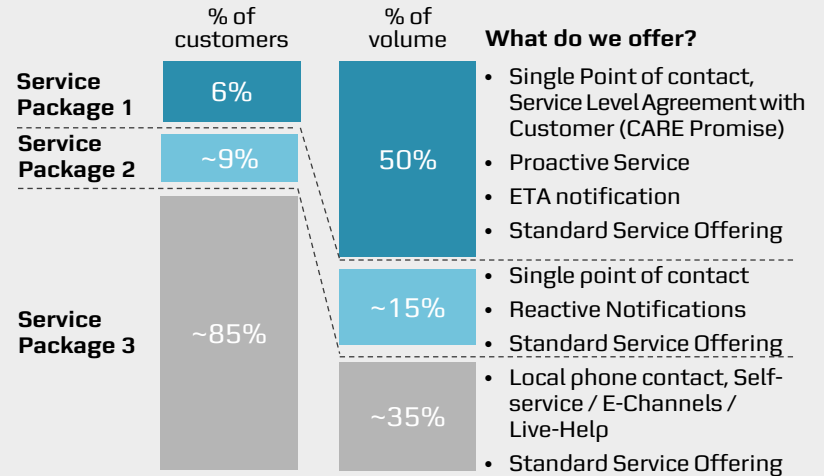 % of
customers
% of
volume
What do we offer?
Service
Package 1
6%
50%
• Single Point of contact,
Service Level Agreement with
Customer (CARE Promise)
• Proactive Service
• ETA notification
• Standard Service Offering
Service
Package 2
~9%
~15%
• Single point of contact
• Reactive Notifications
• Standard Service Offering
Service
Package 3
~85%
~35%
• Local phone contact, Self-
service / E-Channels /
Live-Help
• Standard Service Offering